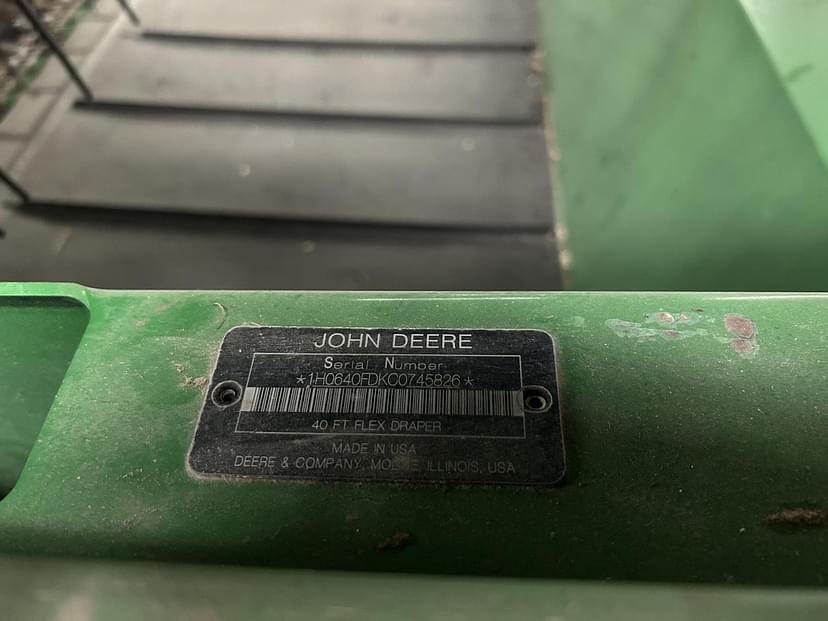 JOHN DEERE
Serial Number
*1H0640FDKC0745826*
40 FT FLEX DRAPER
MADE IN USA
DEERE & COMPANY, MOLINE, ILLINOIS, USA